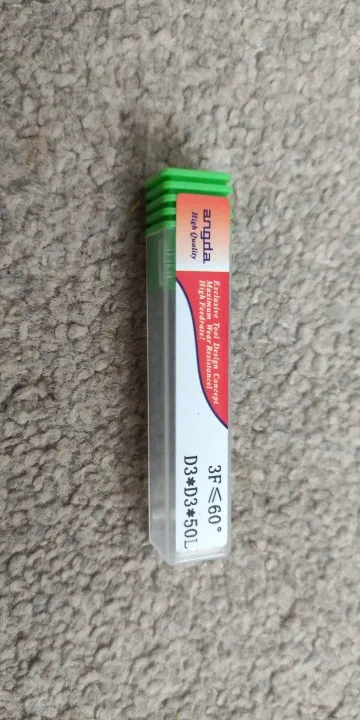 angda
High Quality
Exclusive Tool Design Concept
Maximum Wear Resistance!
High Feedrate!
3F≤60°
D3*D3*50L